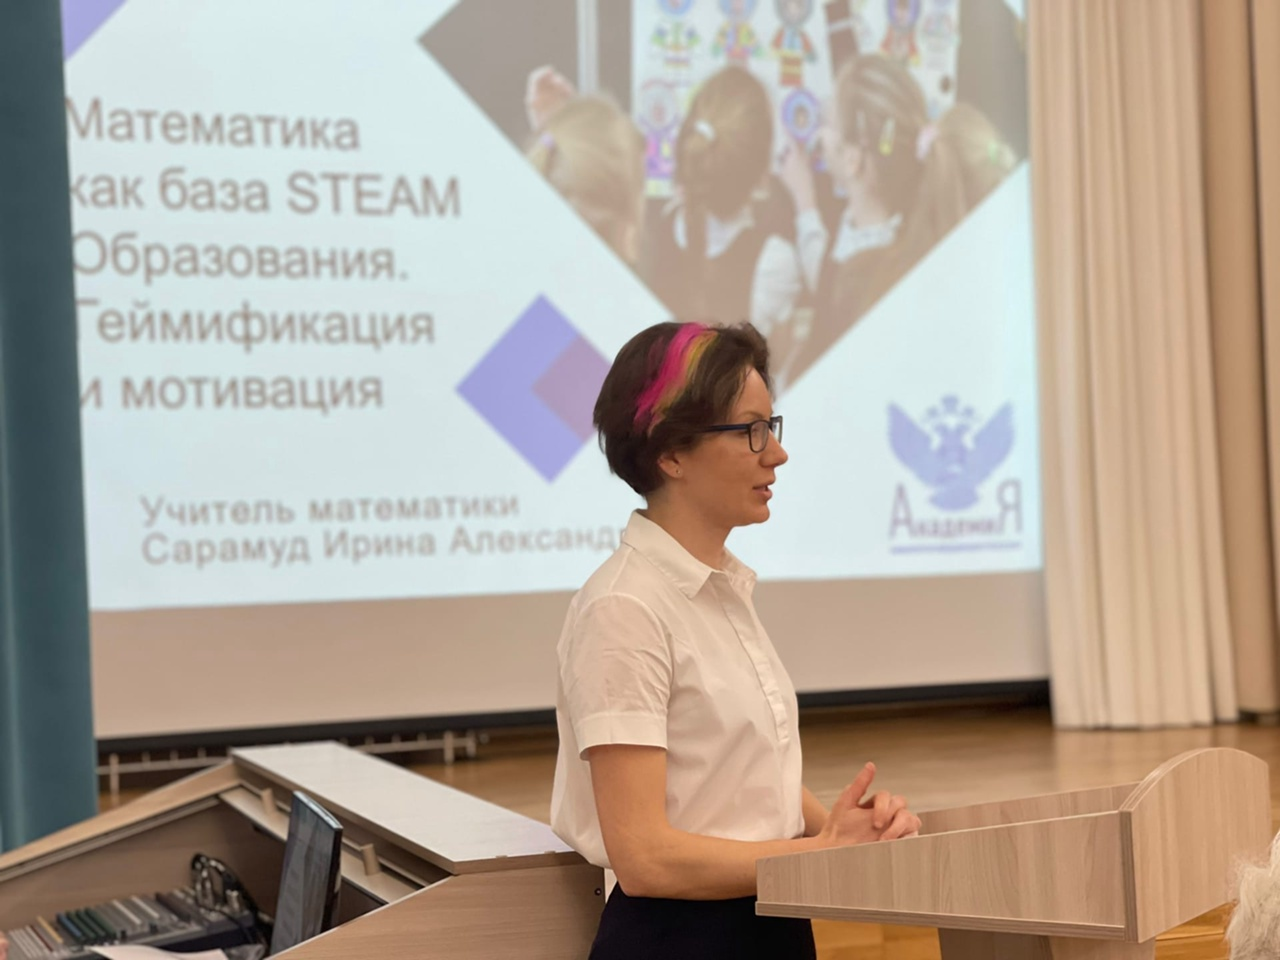 Математика
как база STEAM
Образования.
Геймификация
и мотивация
Учитель математики
Сарамуд Ирина
АкадемиЯ